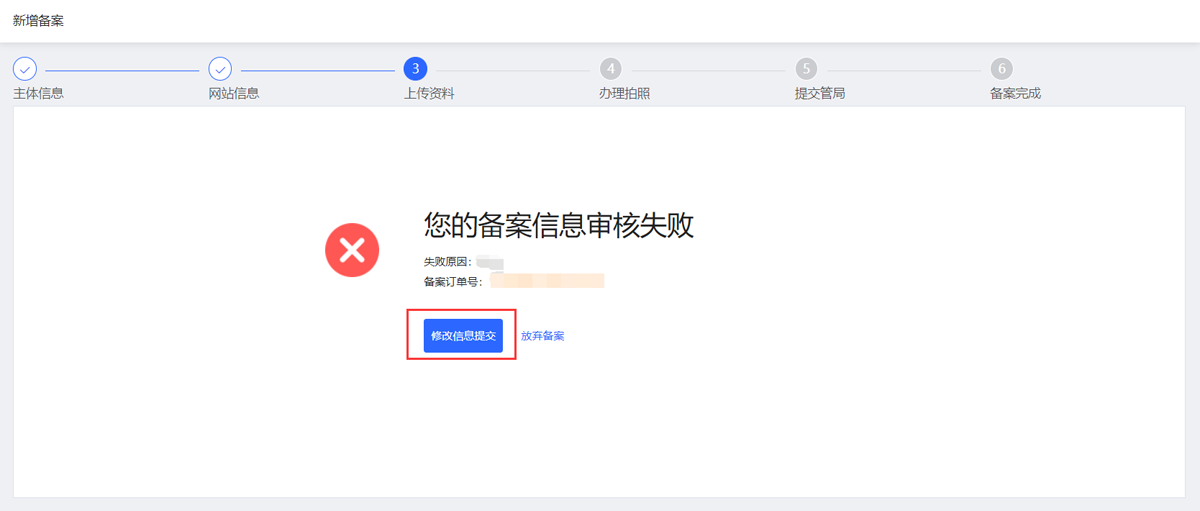 新增备案
3 4 5 6
主体信息 网站信息 上传资料 办理拍照 提交管局 备案完成
您的备案信息审核失败
失败原因：
备案订单号：
修改信息提交 放弃备案